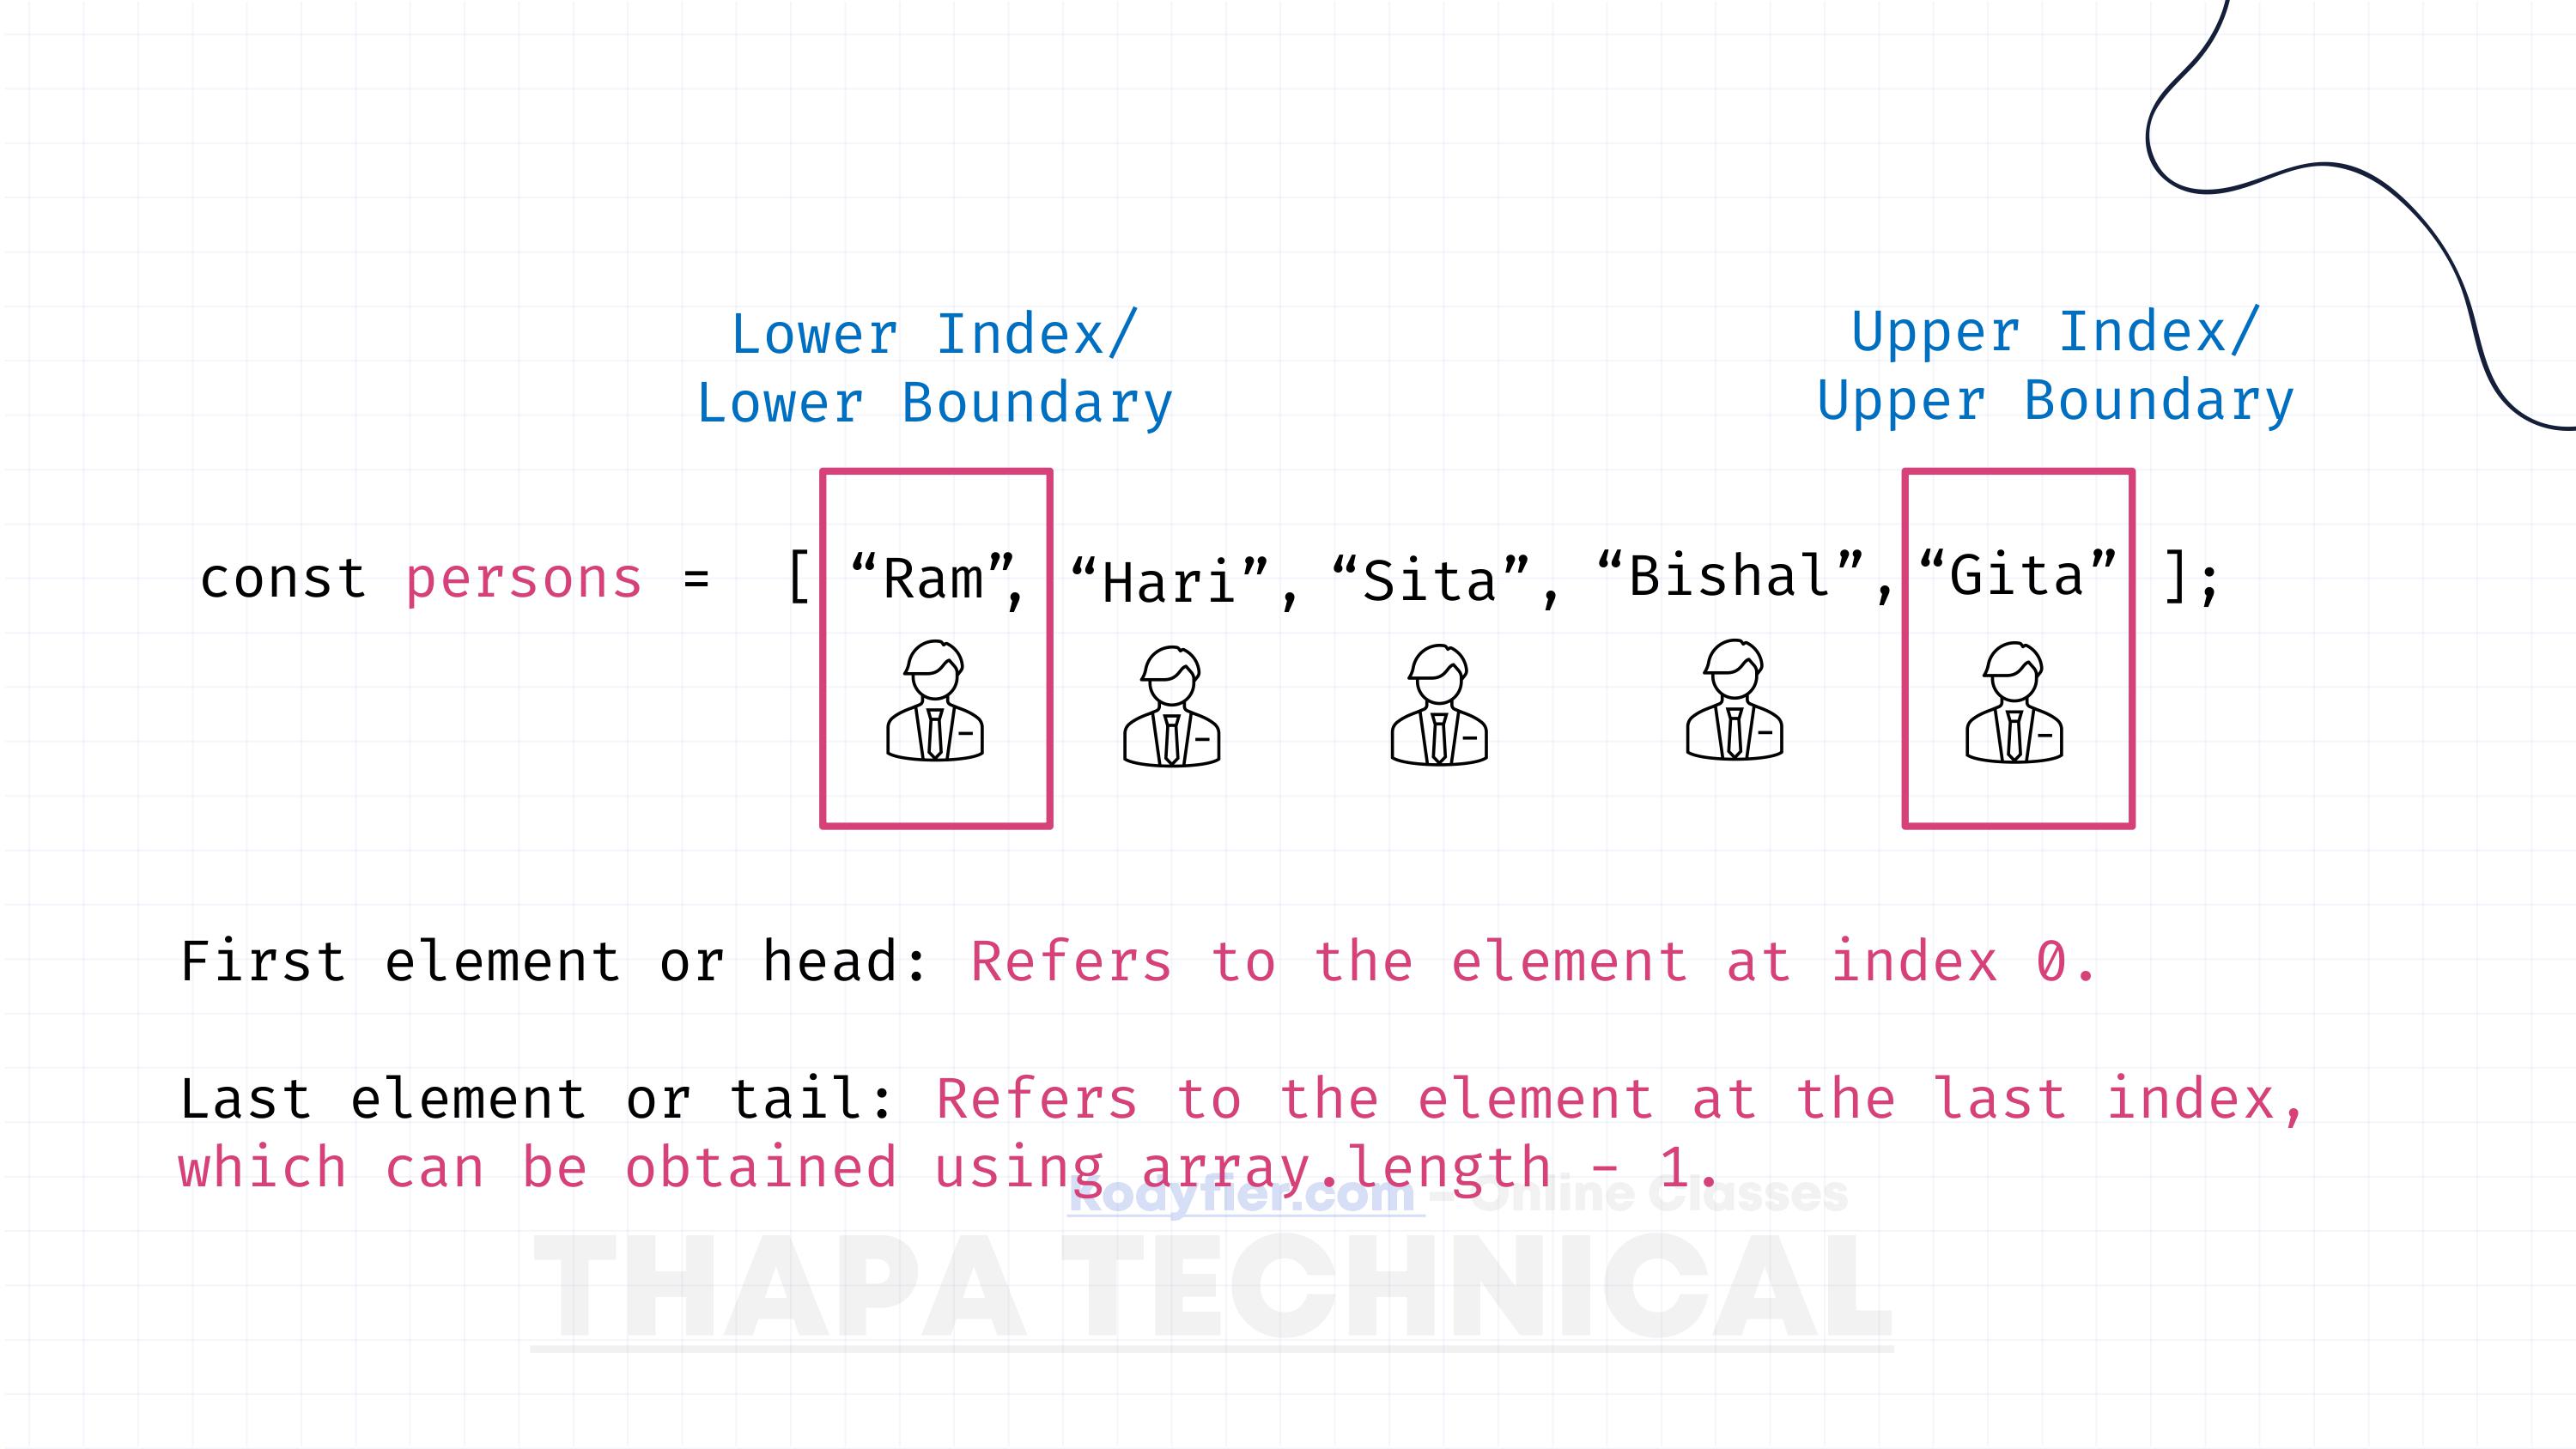 Lower Index/
Lower Boundary
Upper Index/
Upper Boundary
const persons = [ “Ram”, “Hari”, “Sita”, “Bishal”, “Gita” ];
First element or head: Refers to the element at index 0.
Last element or tail: Refers to the element at the last index,
which can be obtained using array.length - 1.
Kodyfier.com - Online Classes
THAPA TECHNICAL